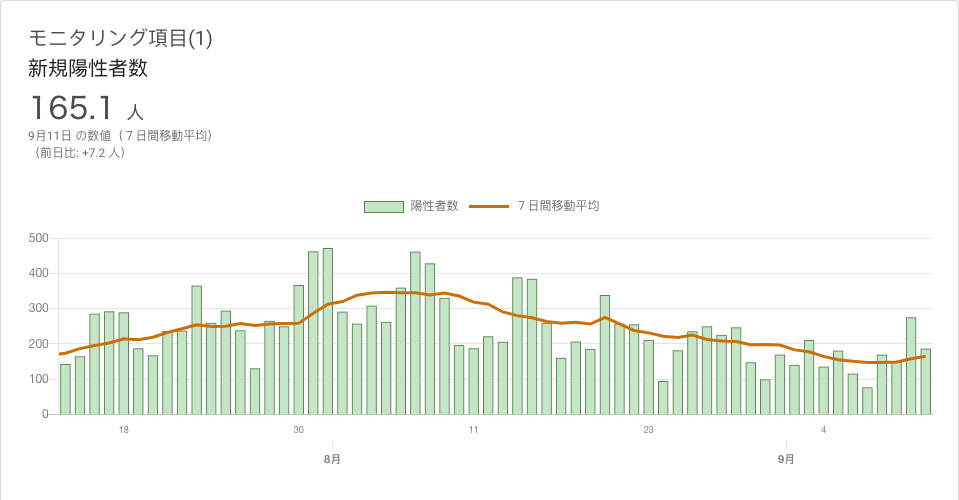 モニタリング項目(1)
新規陽性者数
165.1 人
9月11日 の数値（７日間移動平均）
（前日比: +7.2 人）
陽性者数 ７日間移動平均
500
400
300
200
100
0
18 30 11 23 4
8月 9月